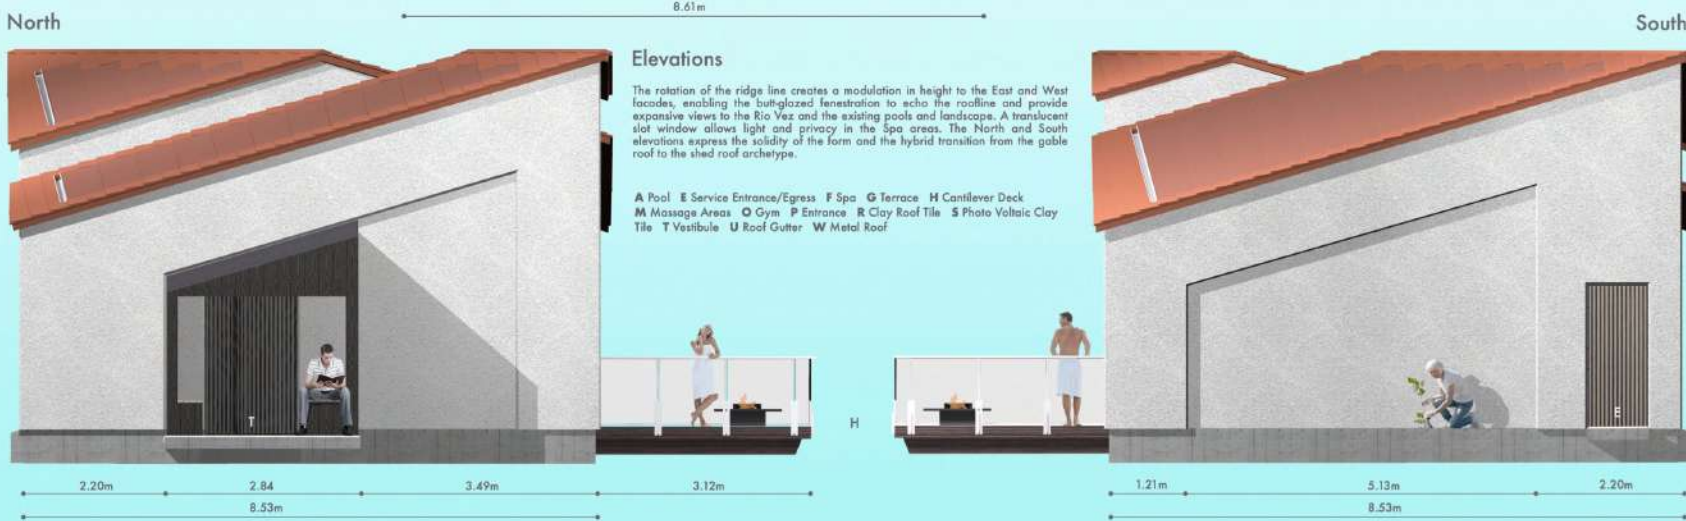 8.61m
North
South
Elevations
The rotation of the ridge line creates a modulation in height to the East and West
facades, enabling the butt-glazed fenestration to echo the roofline and provide
expansive views to the Rio Vez and the existing pools and landscape. A translucent
slot window allows light and privacy in the Spa areas. The North and South
elevations express the solidity of the form and the hybrid transition from the gable
roof to the shed roof archetype.
A Pool E Service Entrance/Egress F Spa G Terrace H Cantilever Deck
M Massage Areas O Gym P Entrance R Clay Roof Tile S Photo Voltaic Clay
Tile T Vestibule U Roof Gutter W Metal Roof
T
H
E
2.20m 2.84 3.49m 3.12m
8.53m
1.21m 5.13m 2.20m
8.53m